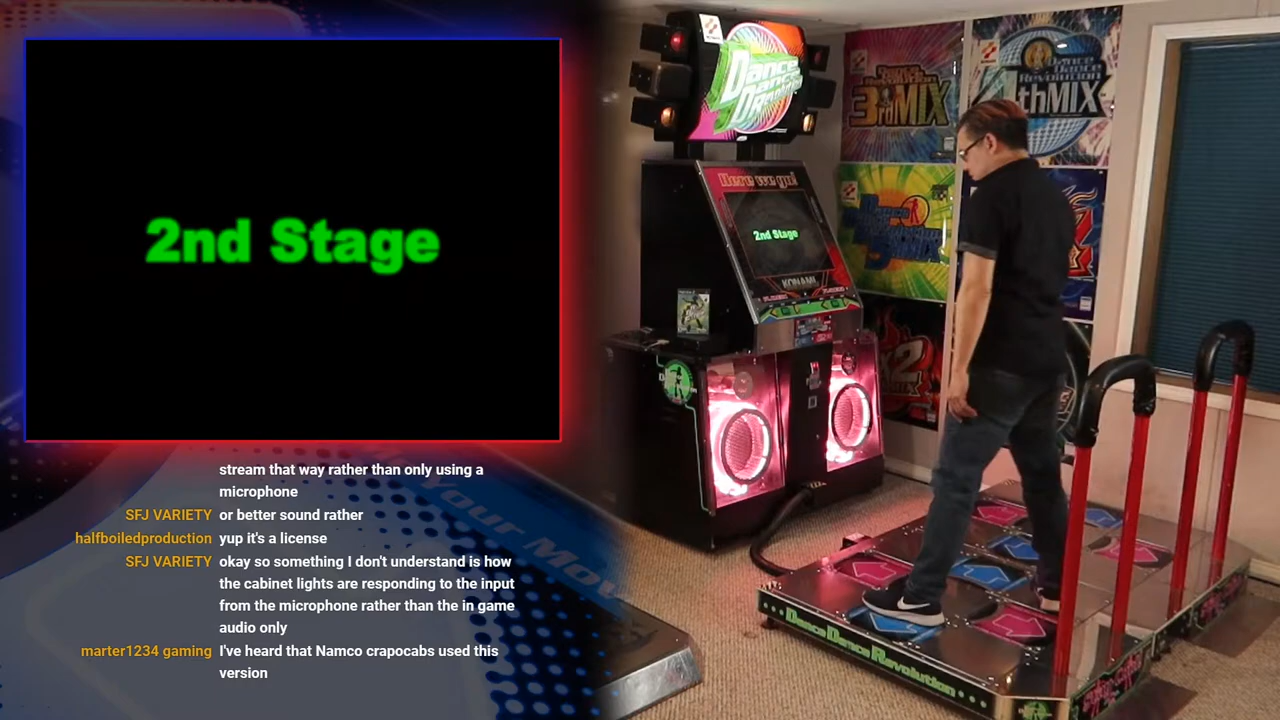 2nd Stage
stream that way rather than only using a
microphone
SFJ VARIETY or better sound rather
halfboiledproduction yup it's a license
SFJ VARIETY okay so something I don't understand is how
the cabinet lights are responding to the input
from the microphone rather than the in game
audio only
marter1234 gaming I've heard that Namco crapocabs used this
version
Your Mov
Dance
Dance
Revolution
Here we go!
2nd Stage
KONAMI
3rdMIX
Dance
Dance
Revolution
4thMIX
DanceDanceRevolution